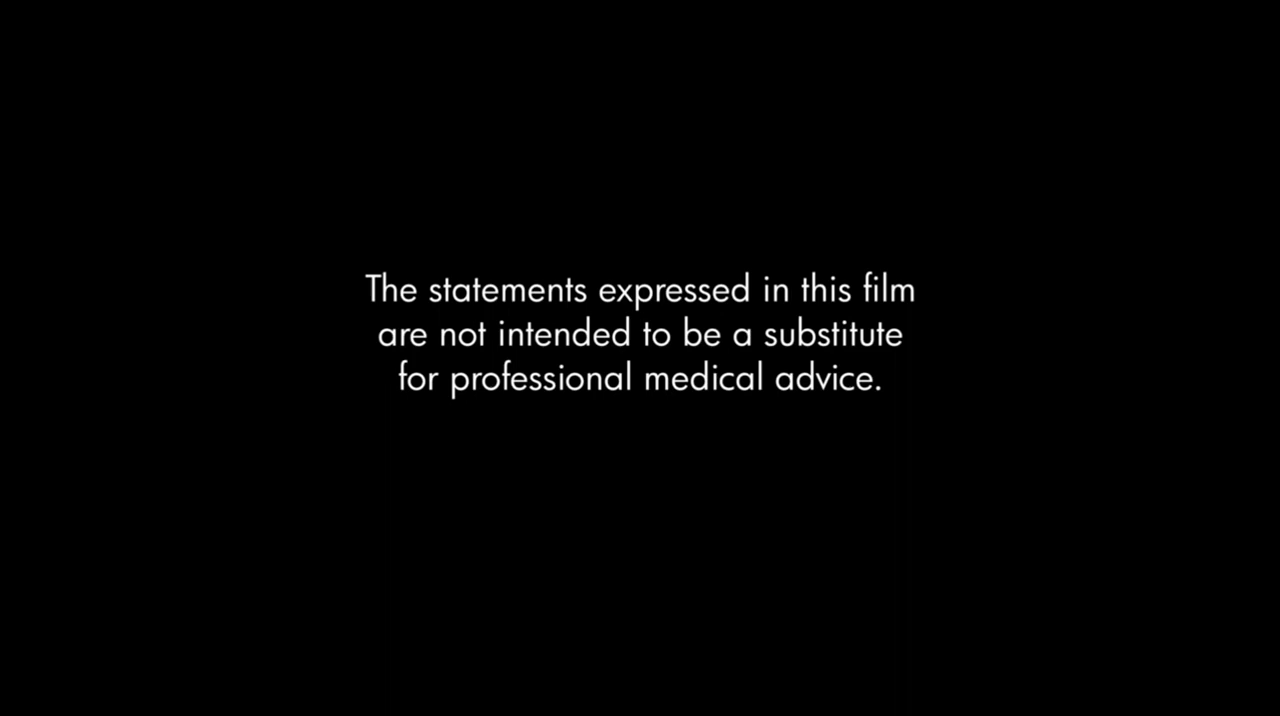 The statements expressed in this film
are not intended to be a substitute
for professional medical advice.